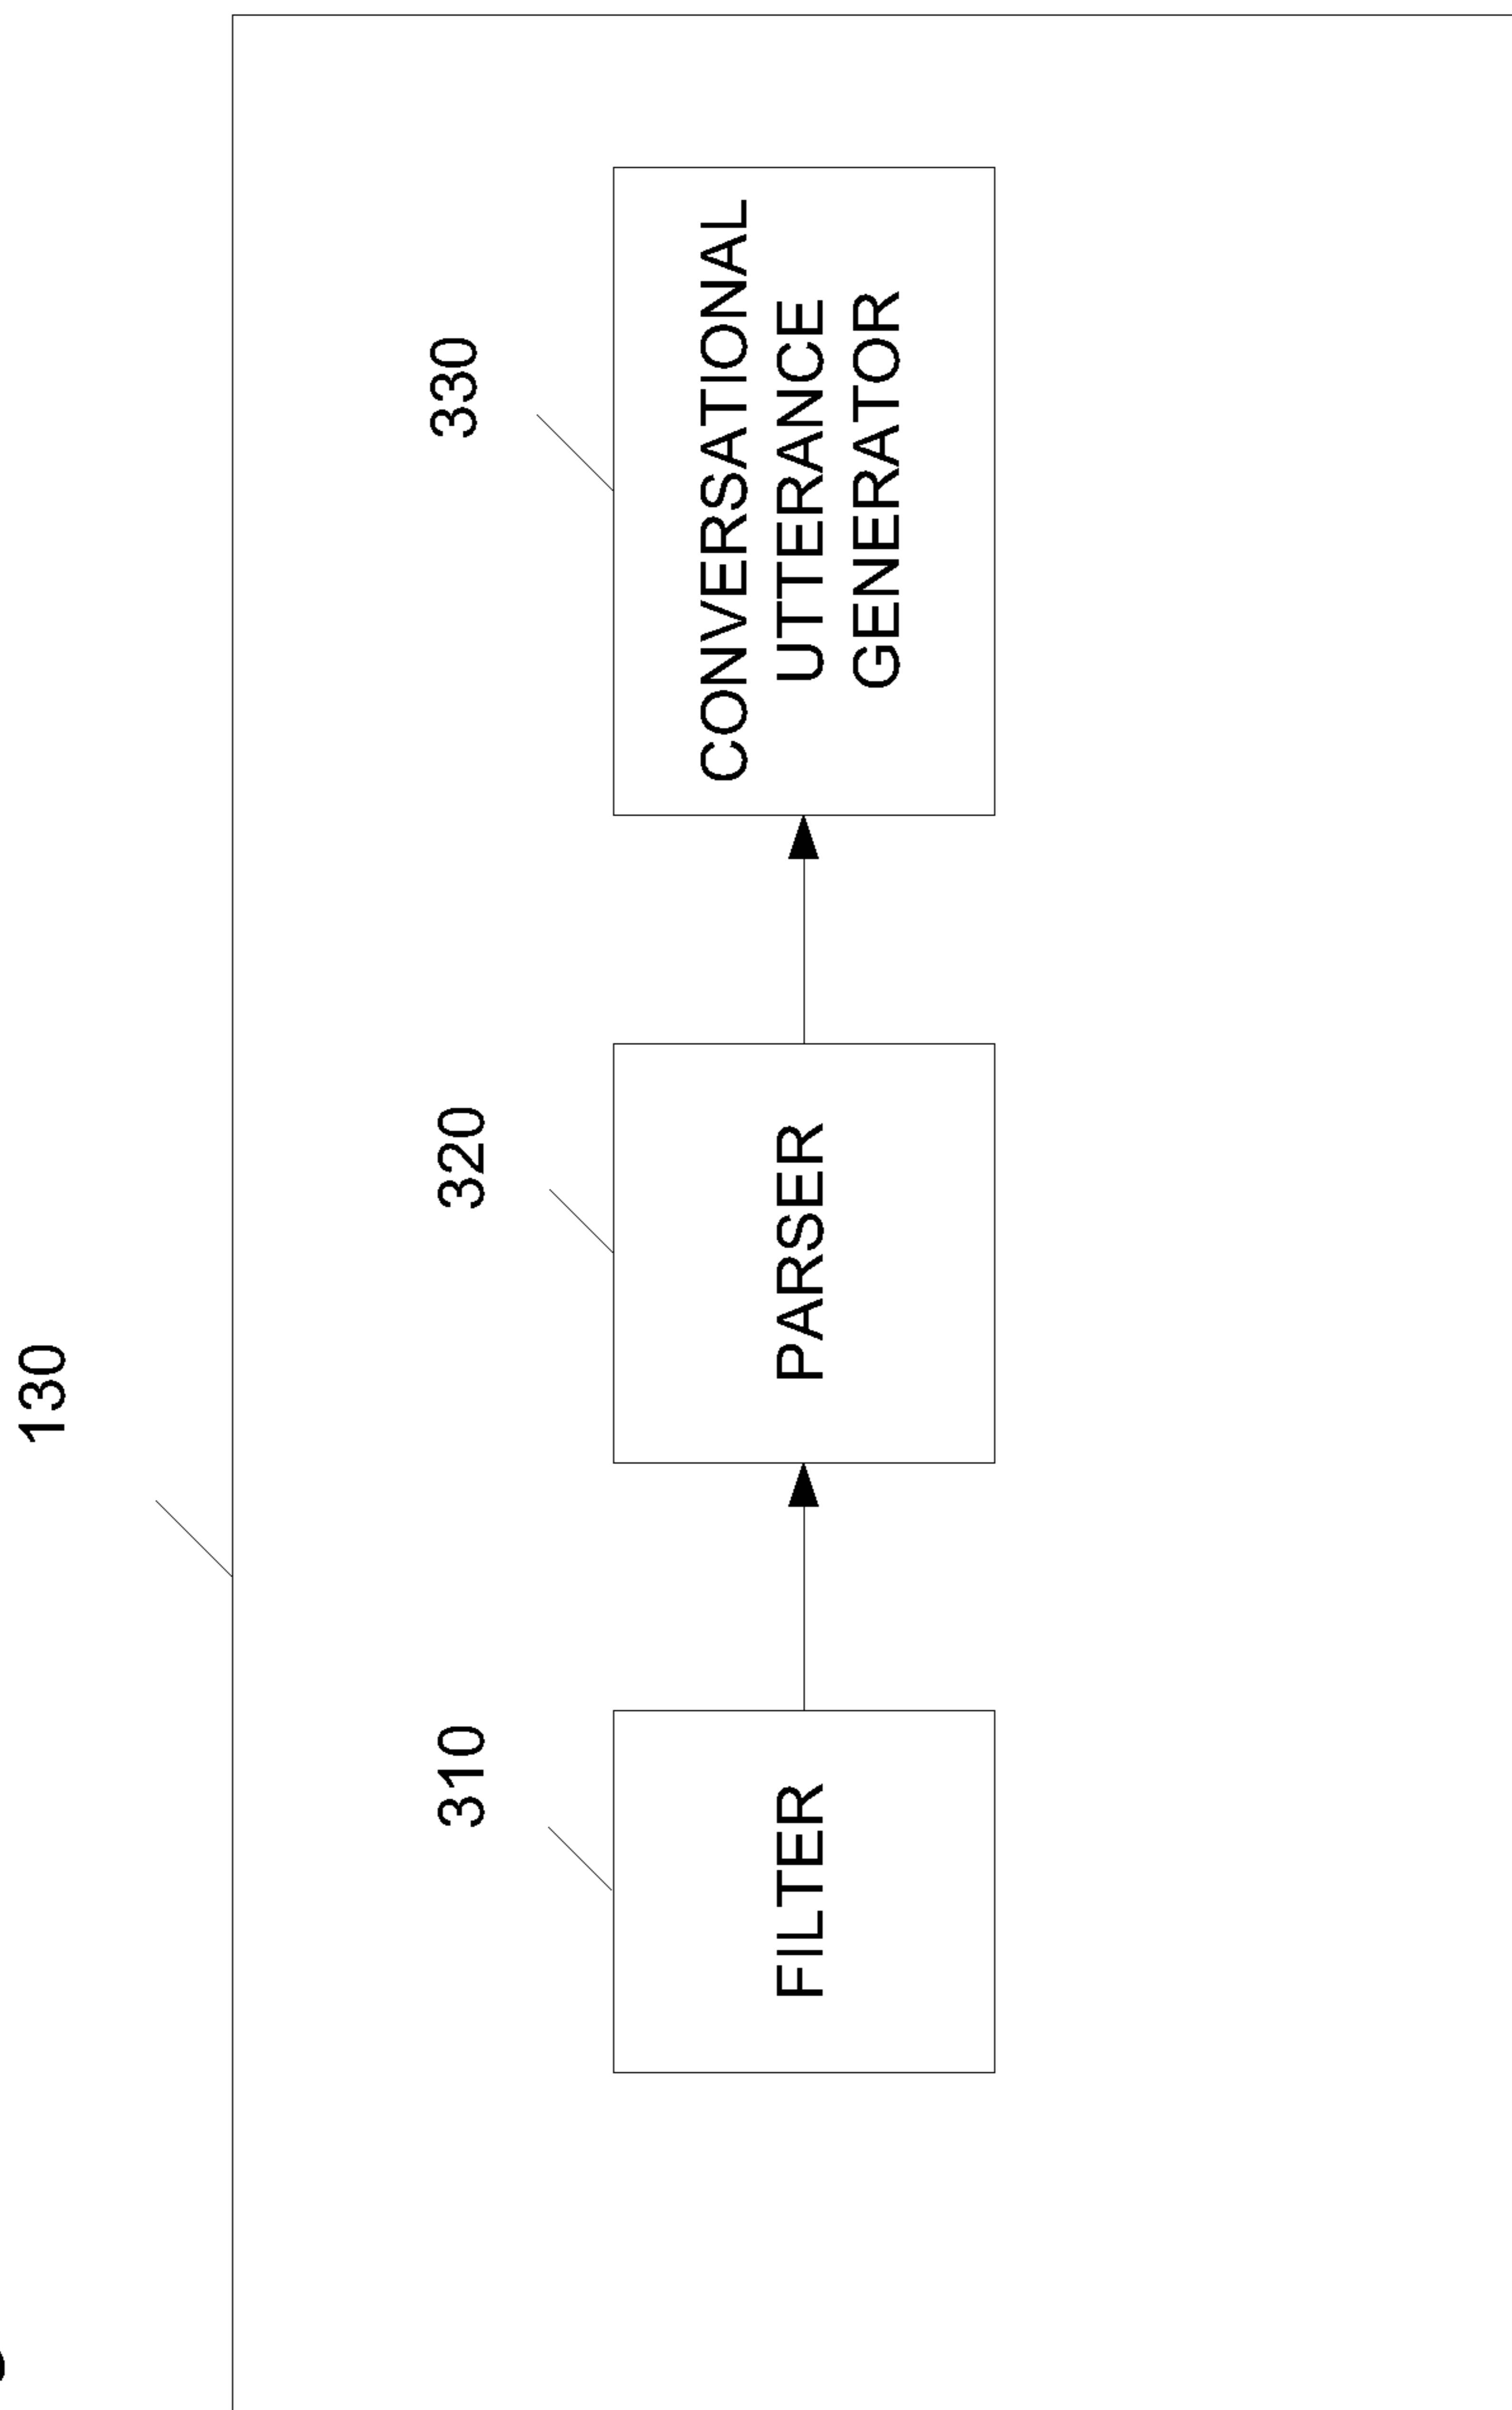 130
310
320
330
FILTER
PARSER
CONVERSATIONAL
UTTERANCE
GENERATOR